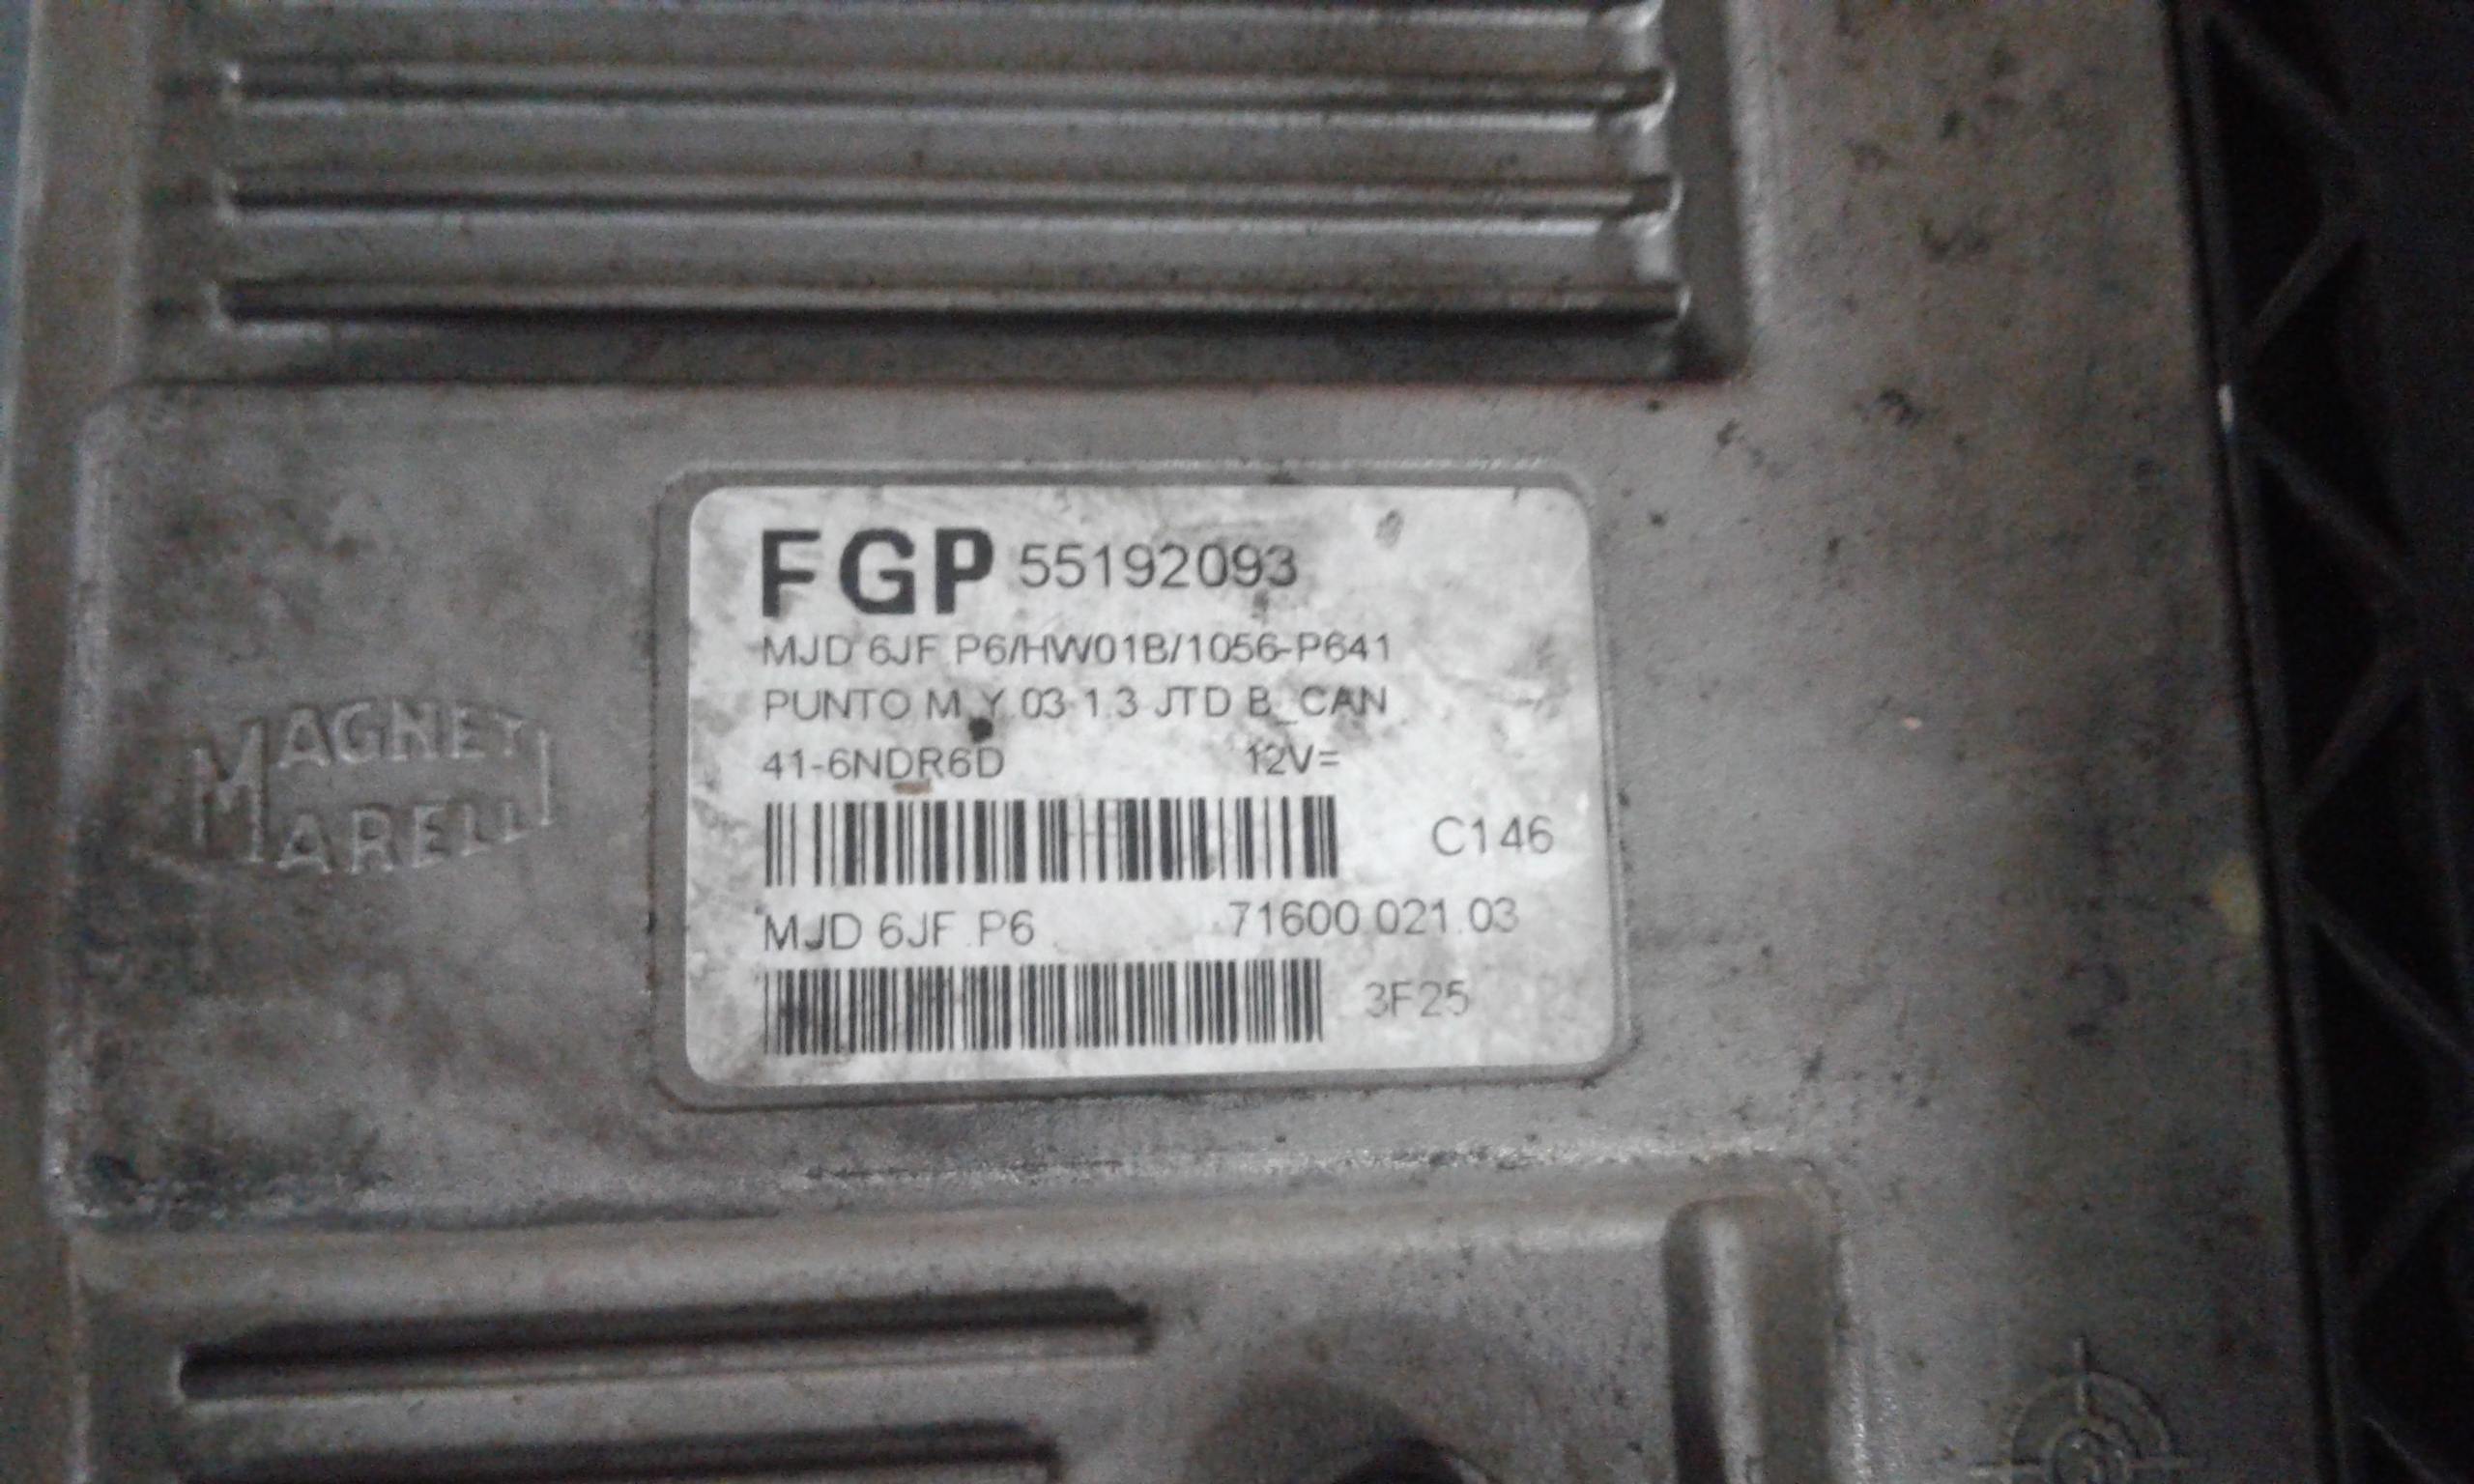 MAGNETI
MARELLI
FGP 55192093
MJD 6JF P6/HW01B/1056-P641
PUNTO M.Y.03 1.3 JTD B_CAN
41-6NDR6D 12V=
C146
MJD 6JF.P6 71600.021.03
3F25